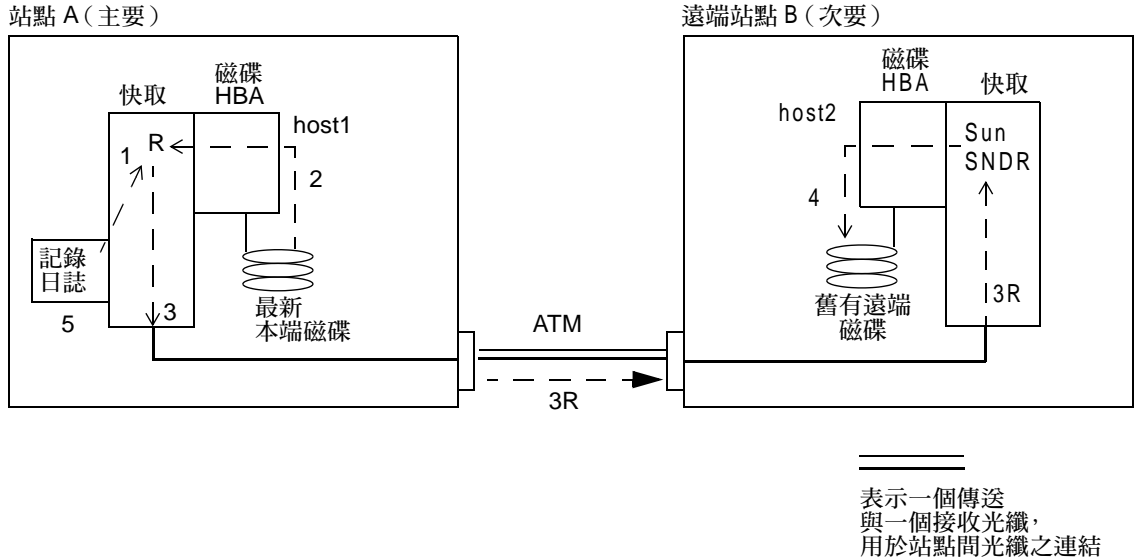 站點 A（主要）
遠端站點 B（次要）
快取
磁碟
HBA
host1
R
1
2
記錄
日誌
5
3
最新
本端磁碟
ATM
3R
磁碟
HBA
快取
host2
Sun
SNDR
4
舊有遠端
磁碟
3R
表示一個傳送
與一個接收光纖，
用於站點間光纖之連結